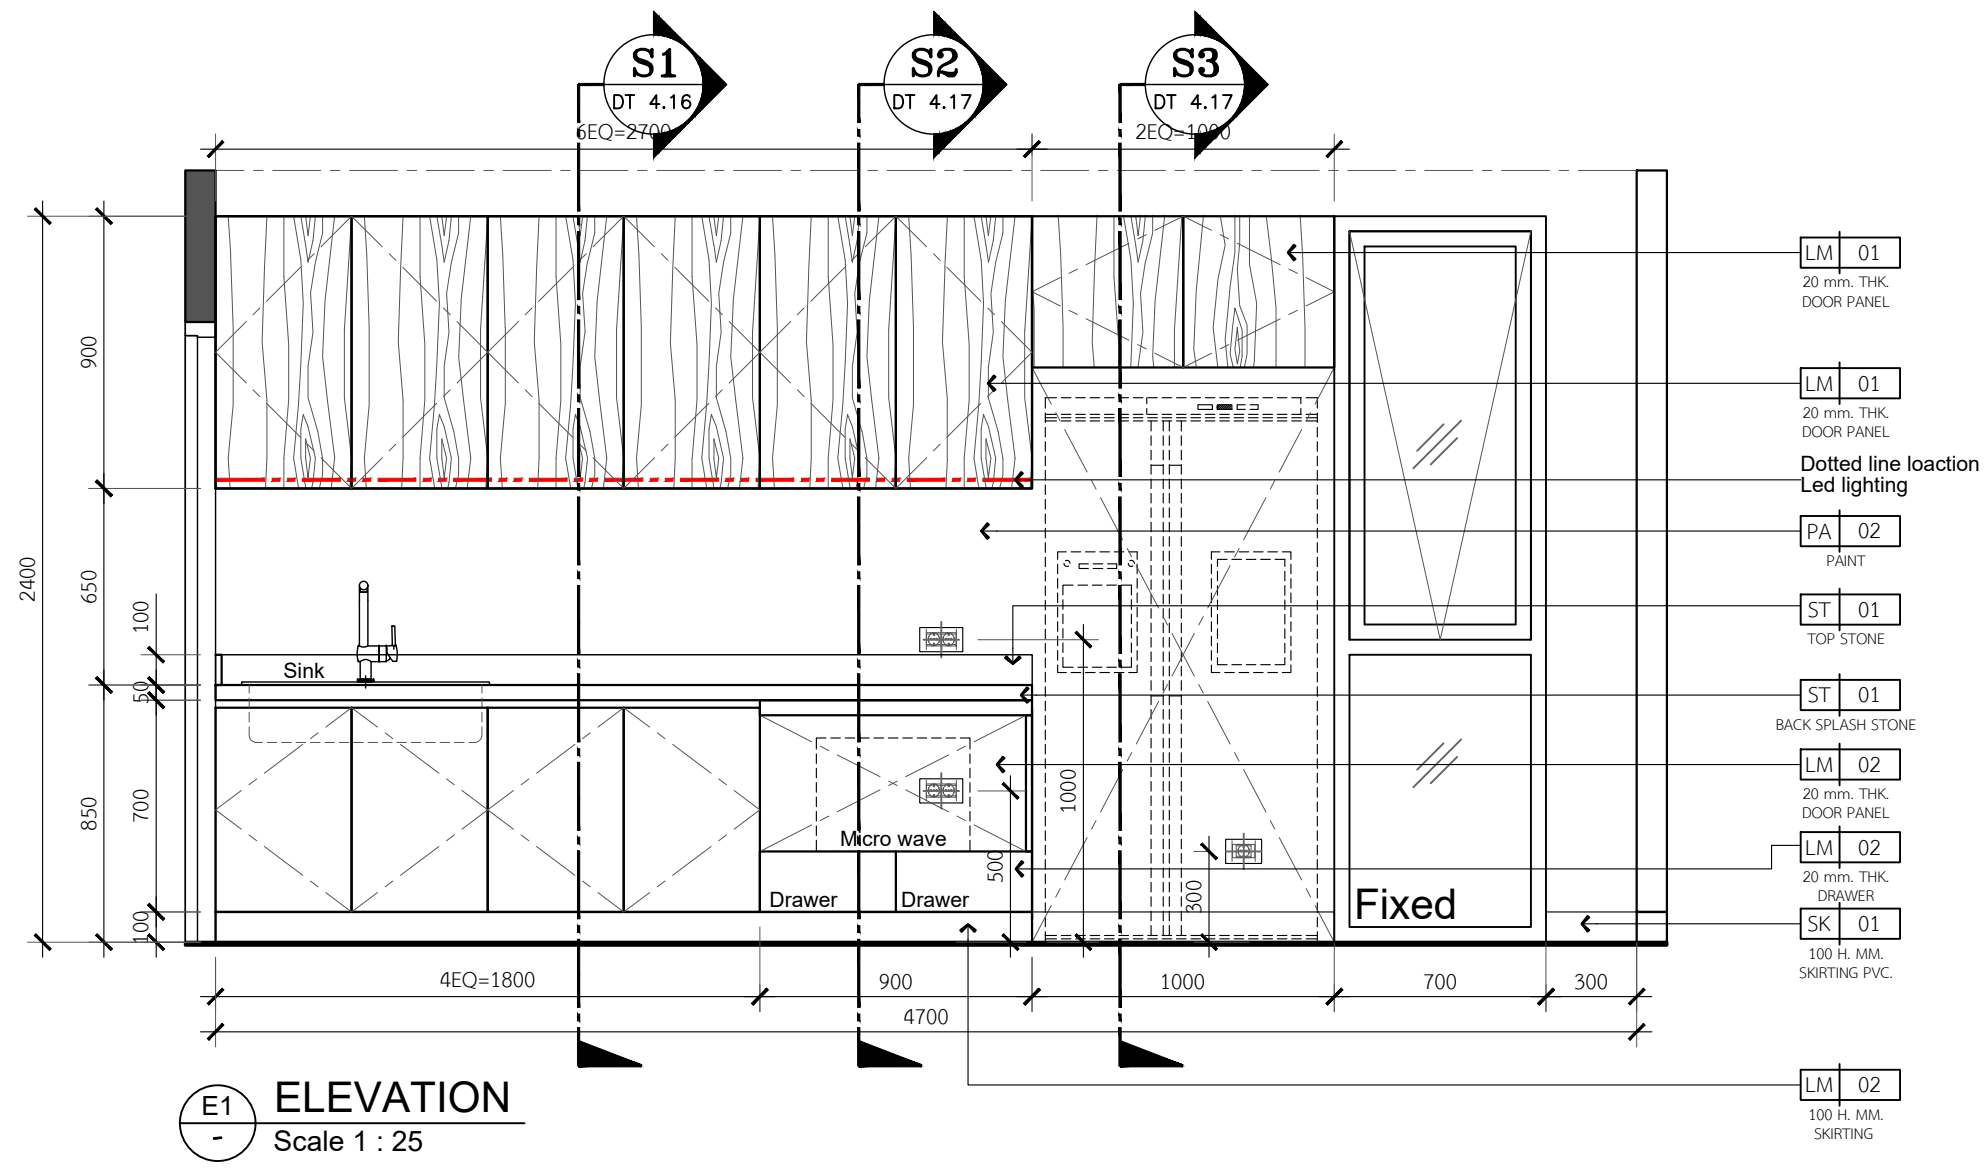 S1
DT 4.16
S2
DT 4.17
S3
DT 4.17
6EQ=2700
2EQ=1000
LM 01
20 mm. THK.
DOOR PANEL
LM 01
20 mm. THK.
DOOR PANEL
Dotted line loaction
Led lighting
PA 02
PAINT
ST 01
TOP STONE
ST 01
BACK SPLASH STONE
LM 02
20 mm. THK.
DOOR PANEL
LM 02
20 mm. THK.
DRAWER
SK 01
100 H. MM.
SKIRTING PVC.
LM 02
100 H. MM.
SKIRTING
2400
900
650
850
100
50
700
100
Sink
Micro wave
Drawer
Drawer
500
1000
300
Fixed
4EQ=1800
900
1000
700
300
4700
E1
-
ELEVATION
Scale 1 : 25